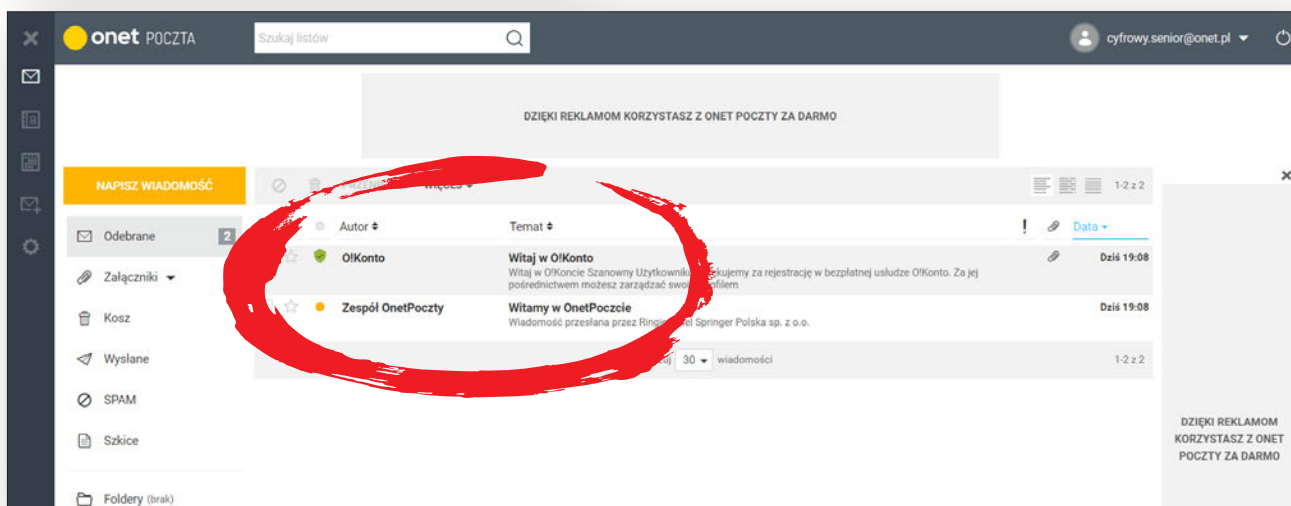 onet POCZTA
Szukaj listów
cyfrowy.senior@onet.pl
DZIĘKI REKLAMOM KORZYSTASZ Z ONET POCZTY ZA DARMO
NAPISZ WIADOMOŚĆ
1-2 z 2
Odebrane 2
Autor Temat ! Data
O!Konto Witaj w O!Konto Dziś 19:08
Witaj w O!Koncie Szanowny Użytkowniku za rejestrację w bezpłatnej usłudze O!Konto. Za jej
pośrednictwem możesz zarządzać
Załączniki
Zespół OnetPoczty Witamy w OnetPoczcie Dziś 19:08
Wiadomość przesłana przez Springer Polska sp. z o.o.
Kosz
Wysłane
30 wiadomości 1-2 z 2
SPAM
Szkice
Foldery (brak)
DZIĘKI REKLAMOM
KORZYSTASZ Z ONET
POCZTY ZA DARMO